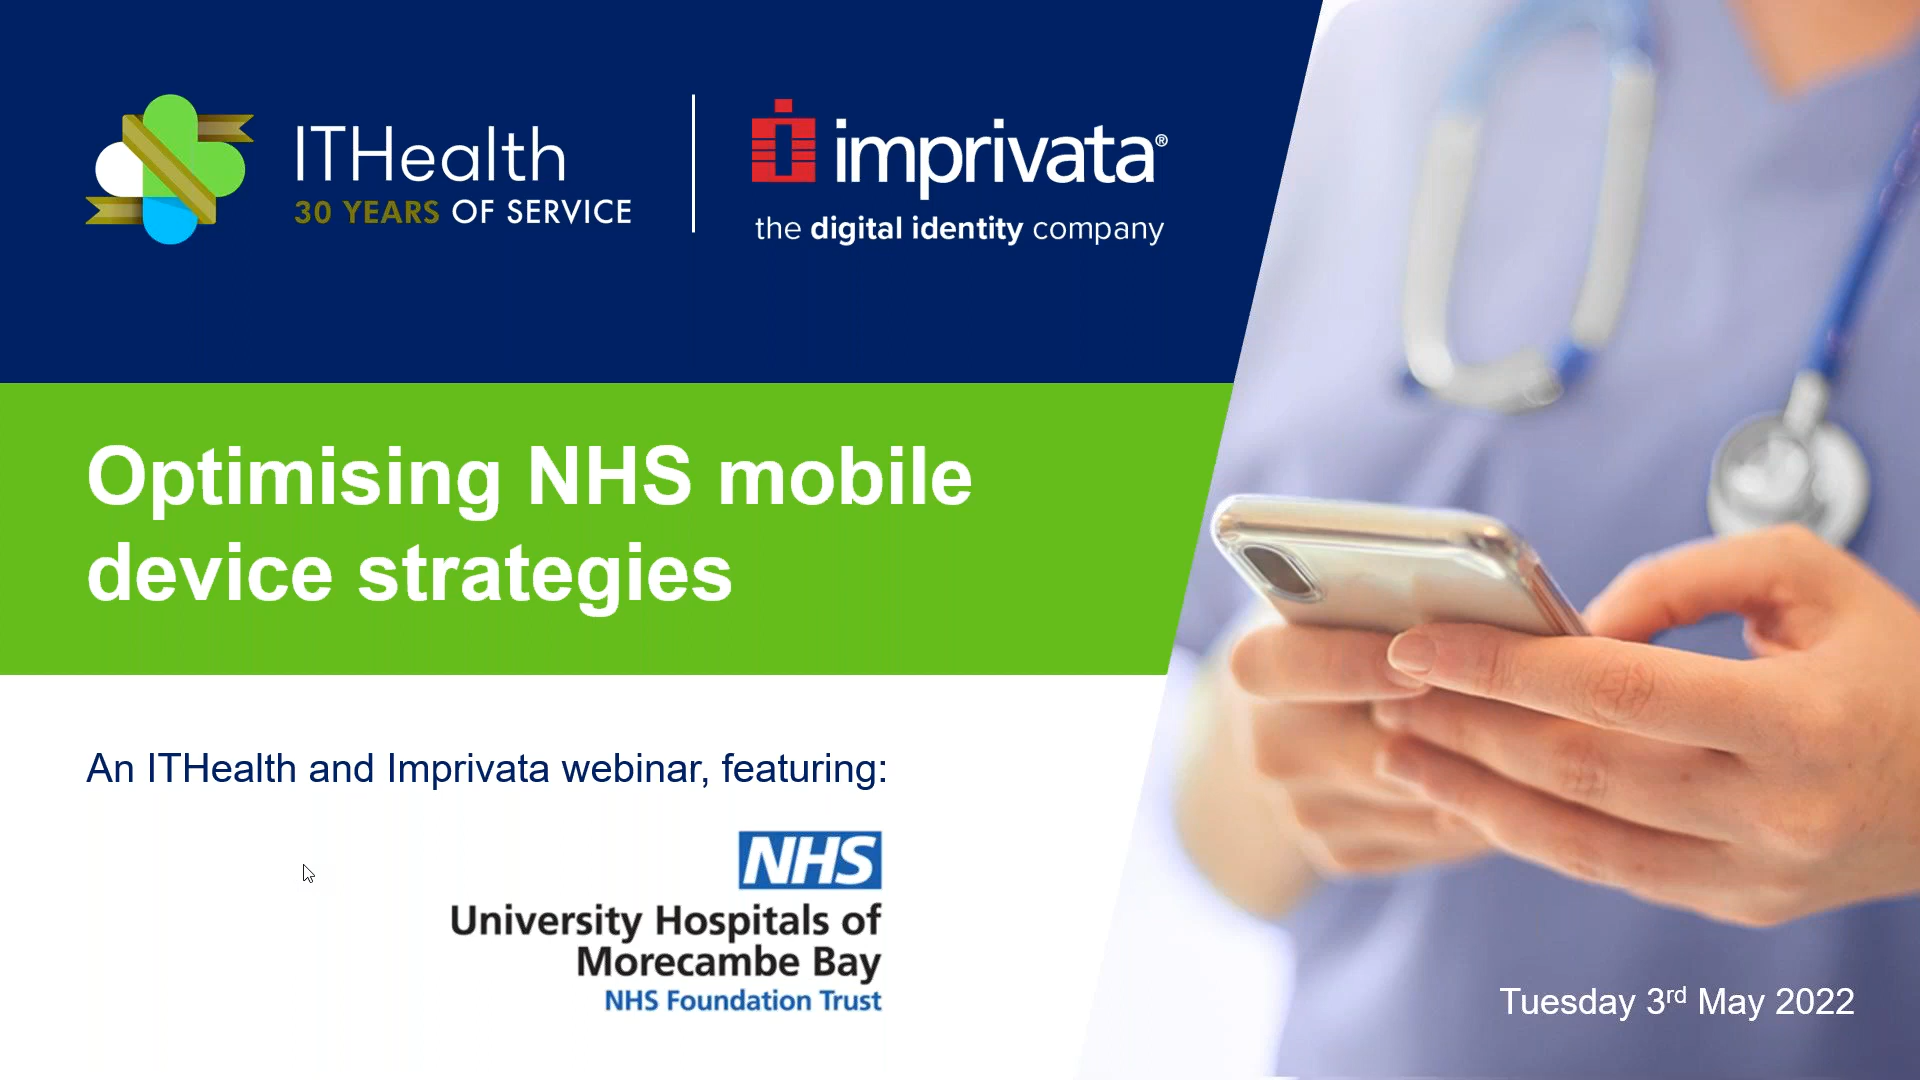 ITHealth
30 YEARS OF SERVICE
imprivata®
the digital identity company
Optimising NHS mobile
device strategies
An ITHealth and Imprivata webinar, featuring:
NHS
University Hospitals of
Morecambe Bay
NHS Foundation Trust
Tuesday 3rd May 2022